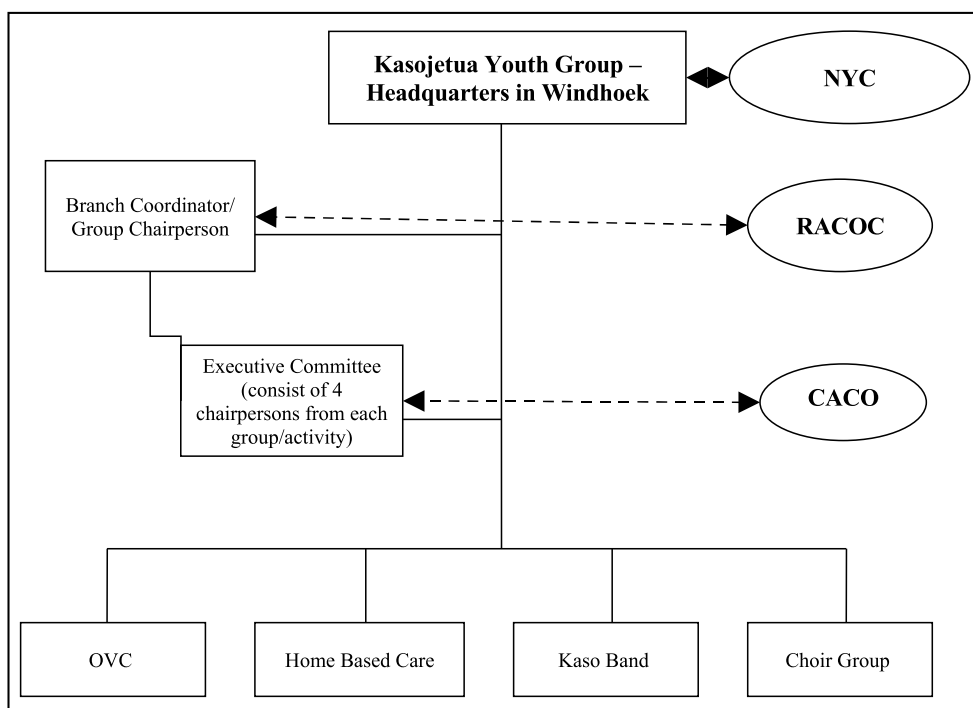 Kasojetua Youth Group –
Headquarters in Windhoek
NYC
Branch Coordinator/
Group Chairperson
RACOC
Executive Committee
(consist of 4
chairpersons from each
group/activity)
CACO
OVC
Home Based Care
Kaso Band
Choir Group